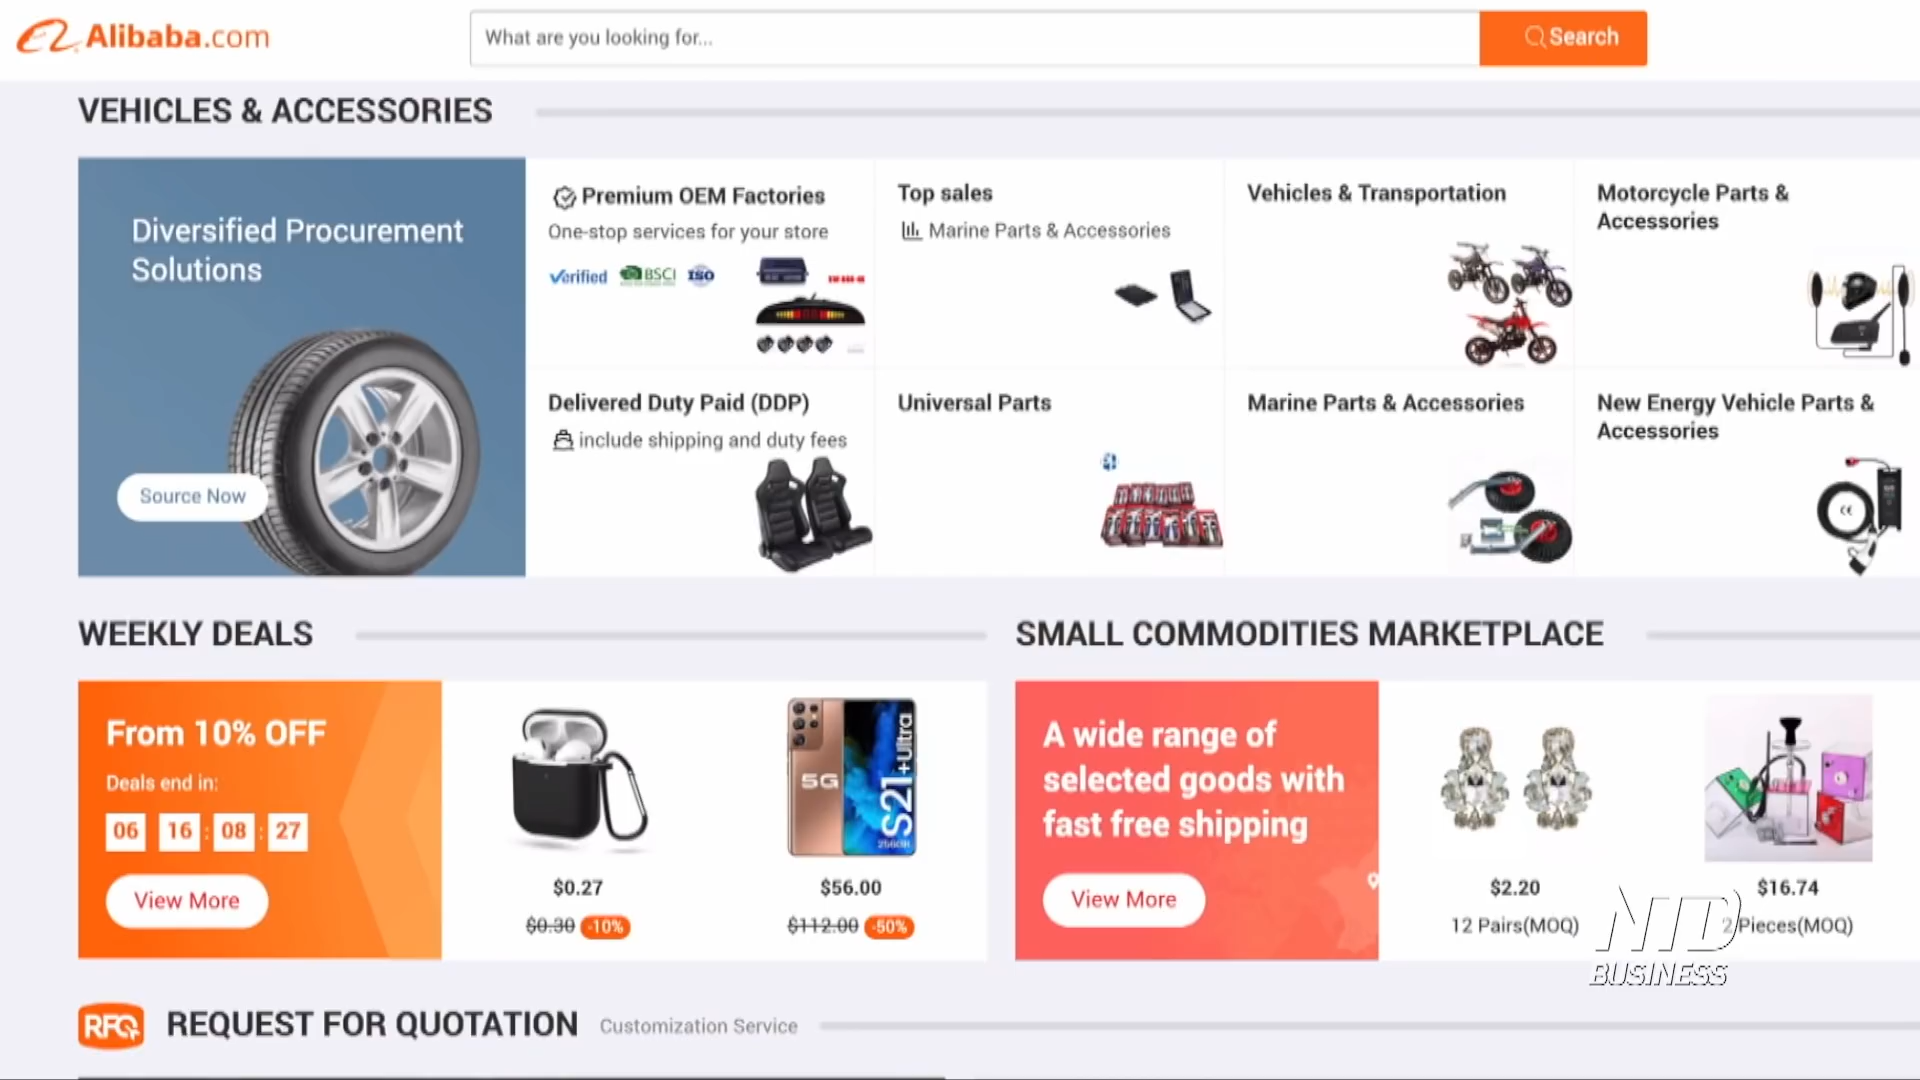 Alibaba.com
What are you looking for...
Search
VEHICLES & ACCESSORIES
Diversified Procurement
Solutions
Source Now
Premium OEM Factories
One-stop services for your store
Verified
BSCI
ISO
Top sales
Marine Parts & Accessories
Vehicles & Transportation
Motorcycle Parts &
Accessories
Delivered Duty Paid (DDP)
include shipping and duty fees
Universal Parts
Marine Parts & Accessories
New Energy Vehicle Parts &
Accessories
CE
WEEKLY DEALS
From 10% OFF
Deals end in:
06 16 : 08 : 27
View More
5G
S21+Ultra
$0.27
$0.30 -10%
$56.00
$112.00 -50%
SMALL COMMODITIES MARKETPLACE
A wide range of
selected goods with
fast free shipping
View More
$2.20
12 Pairs(MOQ)
$16.74
2 Pieces(MOQ)
NTD
BUSINESS
RFQ
REQUEST FOR QUOTATION
Customization Service